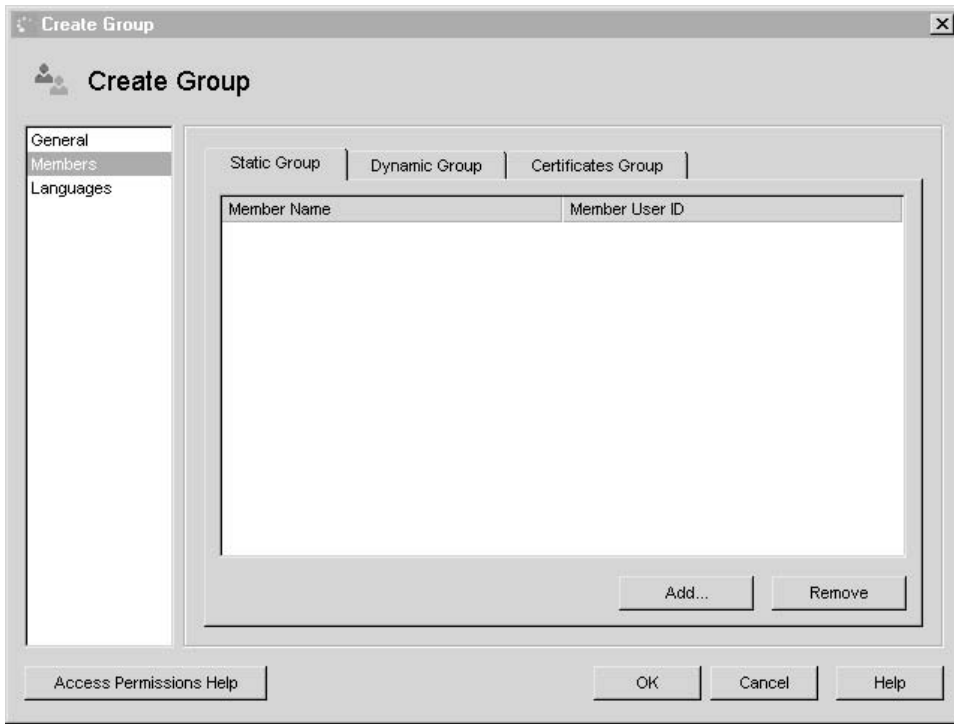 Create Group
Create Group
General
Members
Languages
Static Group
Dynamic Group
Certificates Group
Member Name
Member User ID
Add...
Remove
Access Permissions Help
OK
Cancel
Help